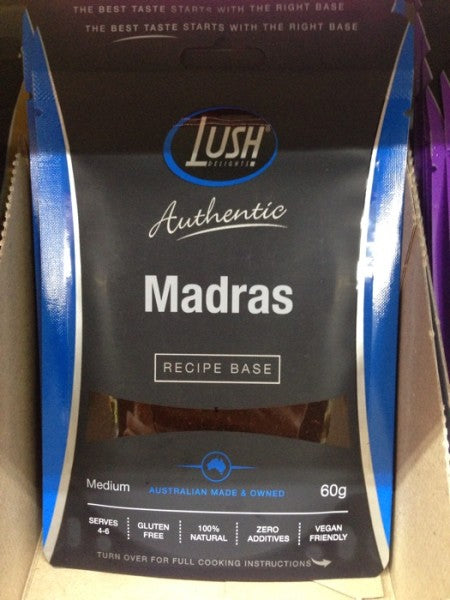 THE BEST TASTE STARTS WITH THE RIGHT BASE
THE BEST TASTE STARTS WITH THE RIGHT BASE
LUSH®
DELIGHTS
Authentic
Madras
RECIPE BASE
Medium
AUSTRALIAN MADE & OWNED
60g
SERVES 4-6
GLUTEN FREE
100% NATURAL
ZERO ADDITIVES
VEGAN FRIENDLY
TURN OVER FOR FULL COOKING INSTRUCTIONS